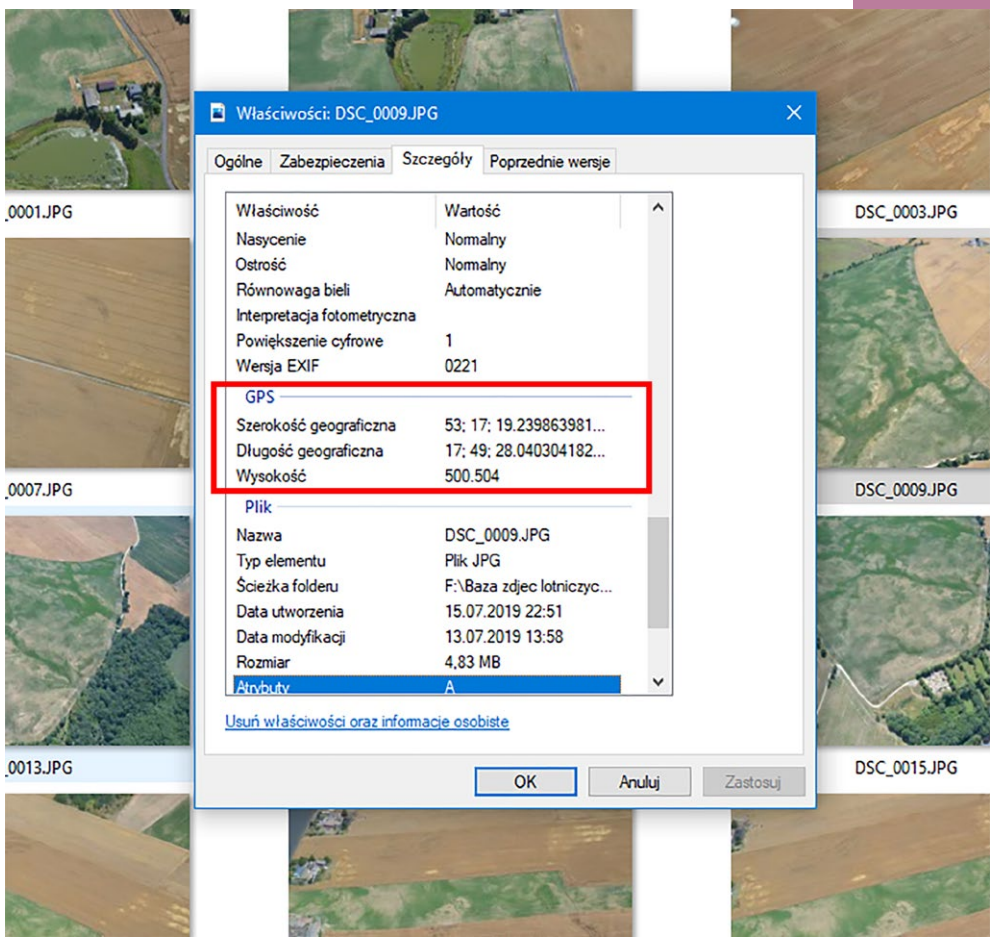 Właściwości: DSC_0009.JPG
Ogólne Zabezpieczenia Szczegóły Poprzednie wersje
Właściwość Wartość
Nasycenie Normalny
Ostrość Normalny
Równowaga bieli Automatycznie
Interpretacja fotometryczna
Powiększenie cyfrowe 1
Wersja EXIF 0221
GPS
Szerokość geograficzna 53; 17; 19.239863981...
Długość geograficzna 17; 49; 28.040304182...
Wysokość 500.504
Plik
Nazwa DSC_0009.JPG
Typ elementu Plik JPG
Ścieżka folderu F:\Baza zdjec lotniczyc...
Data utworzenia 15.07.2019 22:51
Data modyfikacji 13.07.2019 13:58
Rozmiar 4,83 MB
Atrybuty A
Usuń właściwości oraz informacje osobiste
OK Anuluj Zastosuj
_0001.JPG DSC_0003.JPG
_0007.JPG DSC_0009.JPG
_0013.JPG DSC_0015.JPG